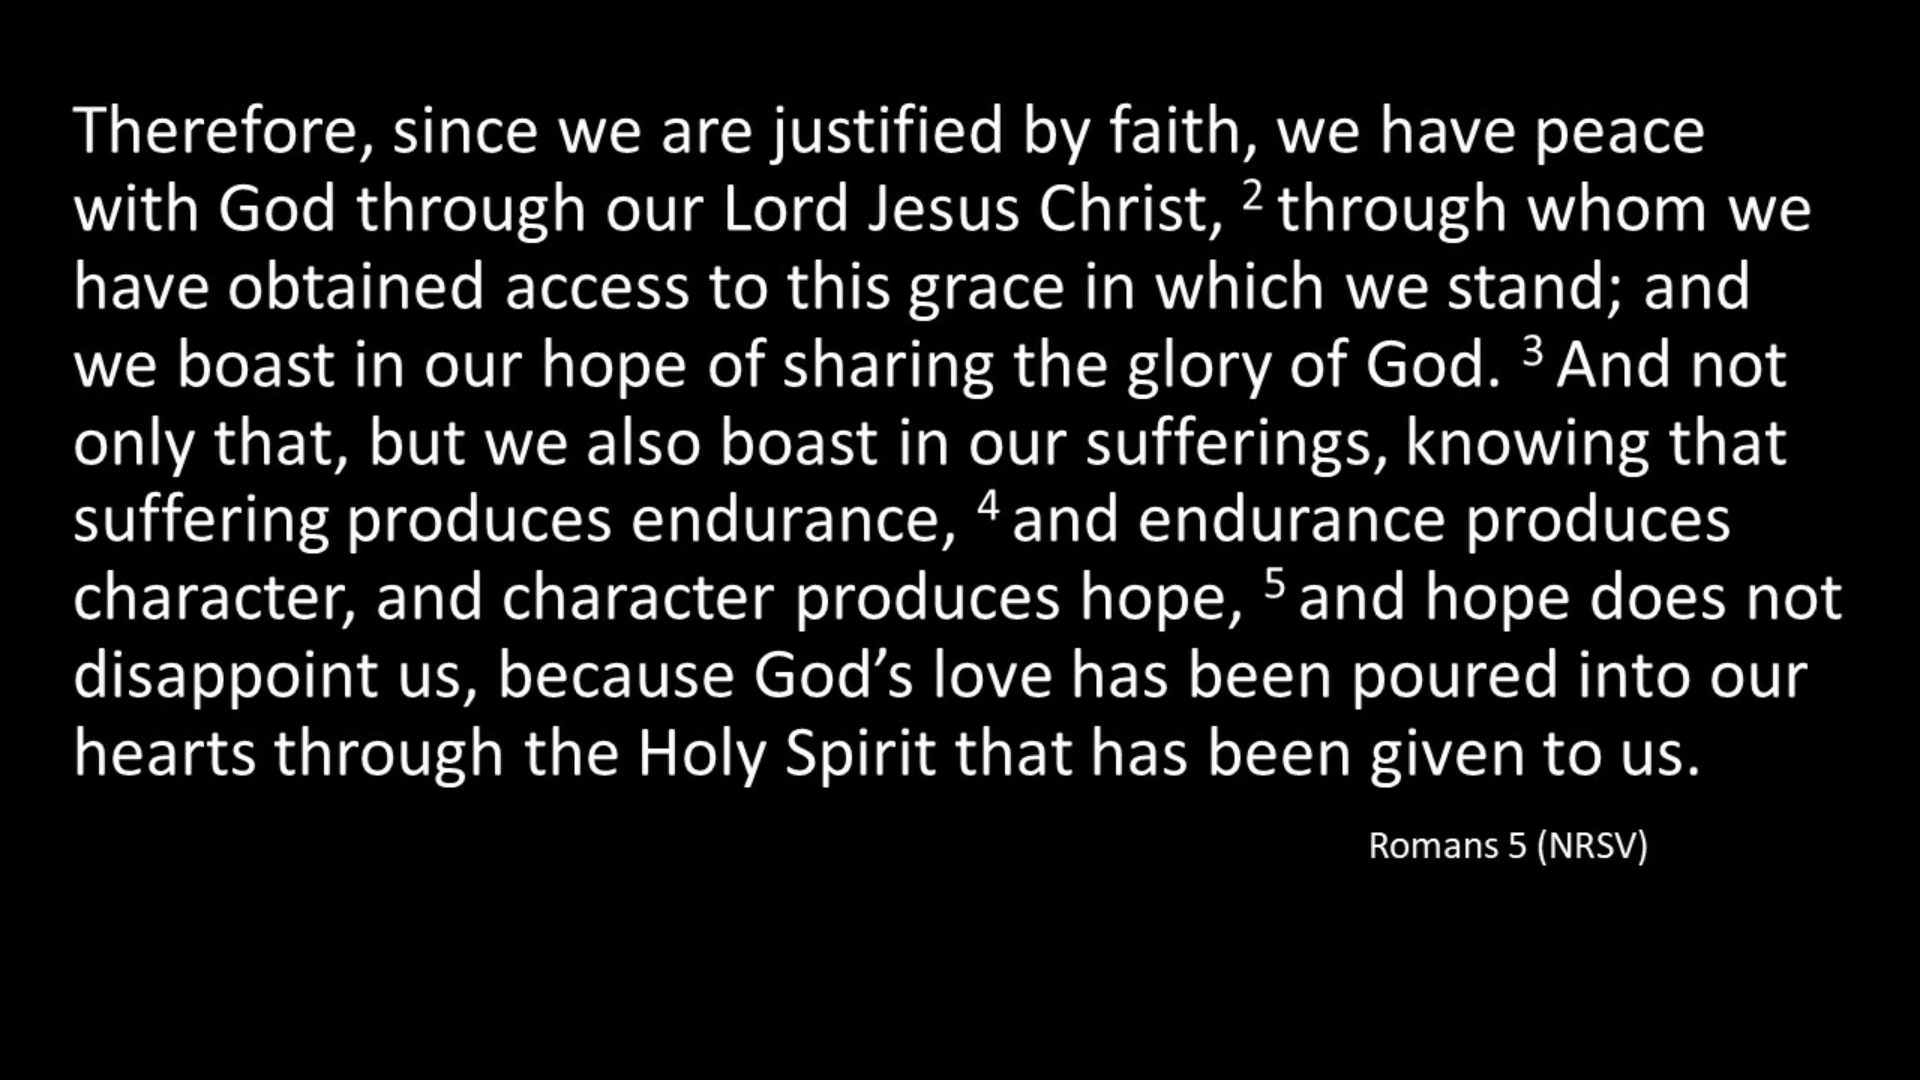 Therefore, since we are justified by faith, we have peace
with God through our Lord Jesus Christ, ² through whom we
have obtained access to this grace in which we stand; and
we boast in our hope of sharing the glory of God. ³ And not
only that, but we also boast in our sufferings, knowing that
suffering produces endurance, ⁴ and endurance produces
character, and character produces hope, ⁵ and hope does not
disappoint us, because God’s love has been poured into our
hearts through the Holy Spirit that has been given to us.
Romans 5 (NRSV)